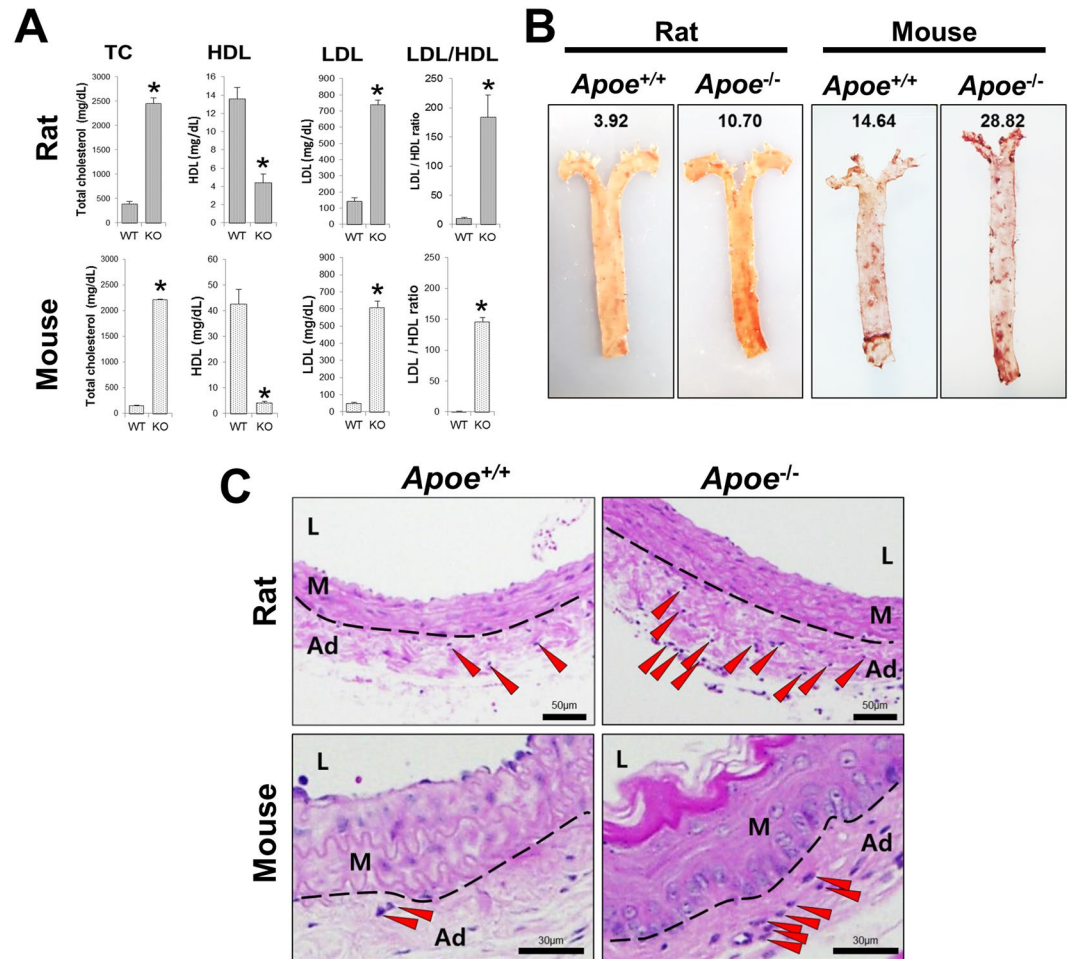 A
TC
HDL
LDL
LDL/HDL
Rat
Total cholesterol (mg/dL)
3000
2500
2000
1500
1000
500
0
WT KO
*
HDL (mg/dL)
16
14
12
10
8
6
4
2
0
WT KO
*
LDL (mg/dL)
900
800
700
600
500
400
300
200
100
0
WT KO
*
LDL / HDL ratio
250
200
150
100
50
0
WT KO
*
Mouse
Total cholesterol (mg/dL)
3000
2500
2000
1500
1000
500
0
WT KO
*
HDL (mg/dL)
60
50
40
30
20
10
0
WT KO
*
LDL (mg/dL)
900
800
700
600
500
400
300
200
100
0
WT KO
*
LDL / HDL ratio
250
200
150
100
50
0
WT KO
*
B
Rat
Mouse
Apoe+/+
Apoe-/-
Apoe+/+
Apoe-/-
3.92
10.70
14.64
28.82
C
Apoe+/+
Apoe-/-
Rat
L
M
Ad
50μm
L
M
Ad
50μm
Mouse
L
M
Ad
30μm
L
M
Ad
30μm